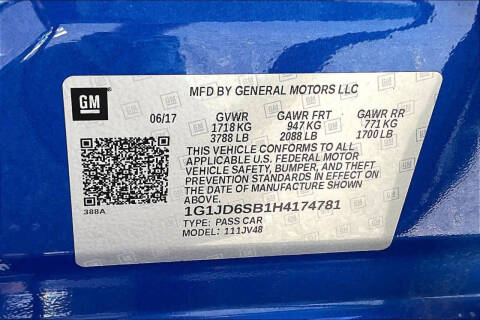 GM
MFD BY GENERAL MOTORS LLC
06/17 GVWR GAWR FRT GAWR RR
1718 KG 947 KG 771 KG
3788 LB 2088 LB 1700 LB
THIS VEHICLE CONFORMS TO ALL
APPLICABLE U.S. FEDERAL MOTOR
VEHICLE SAFETY, BUMPER, AND THEFT
PREVENTION STANDARDS IN EFFECT ON
THE DATE OF MANUFACTURE SHOWN
ABOVE.
388A
1G1JD6SB1H4174781
TYPE: PASS CAR
MODEL: 111JV48